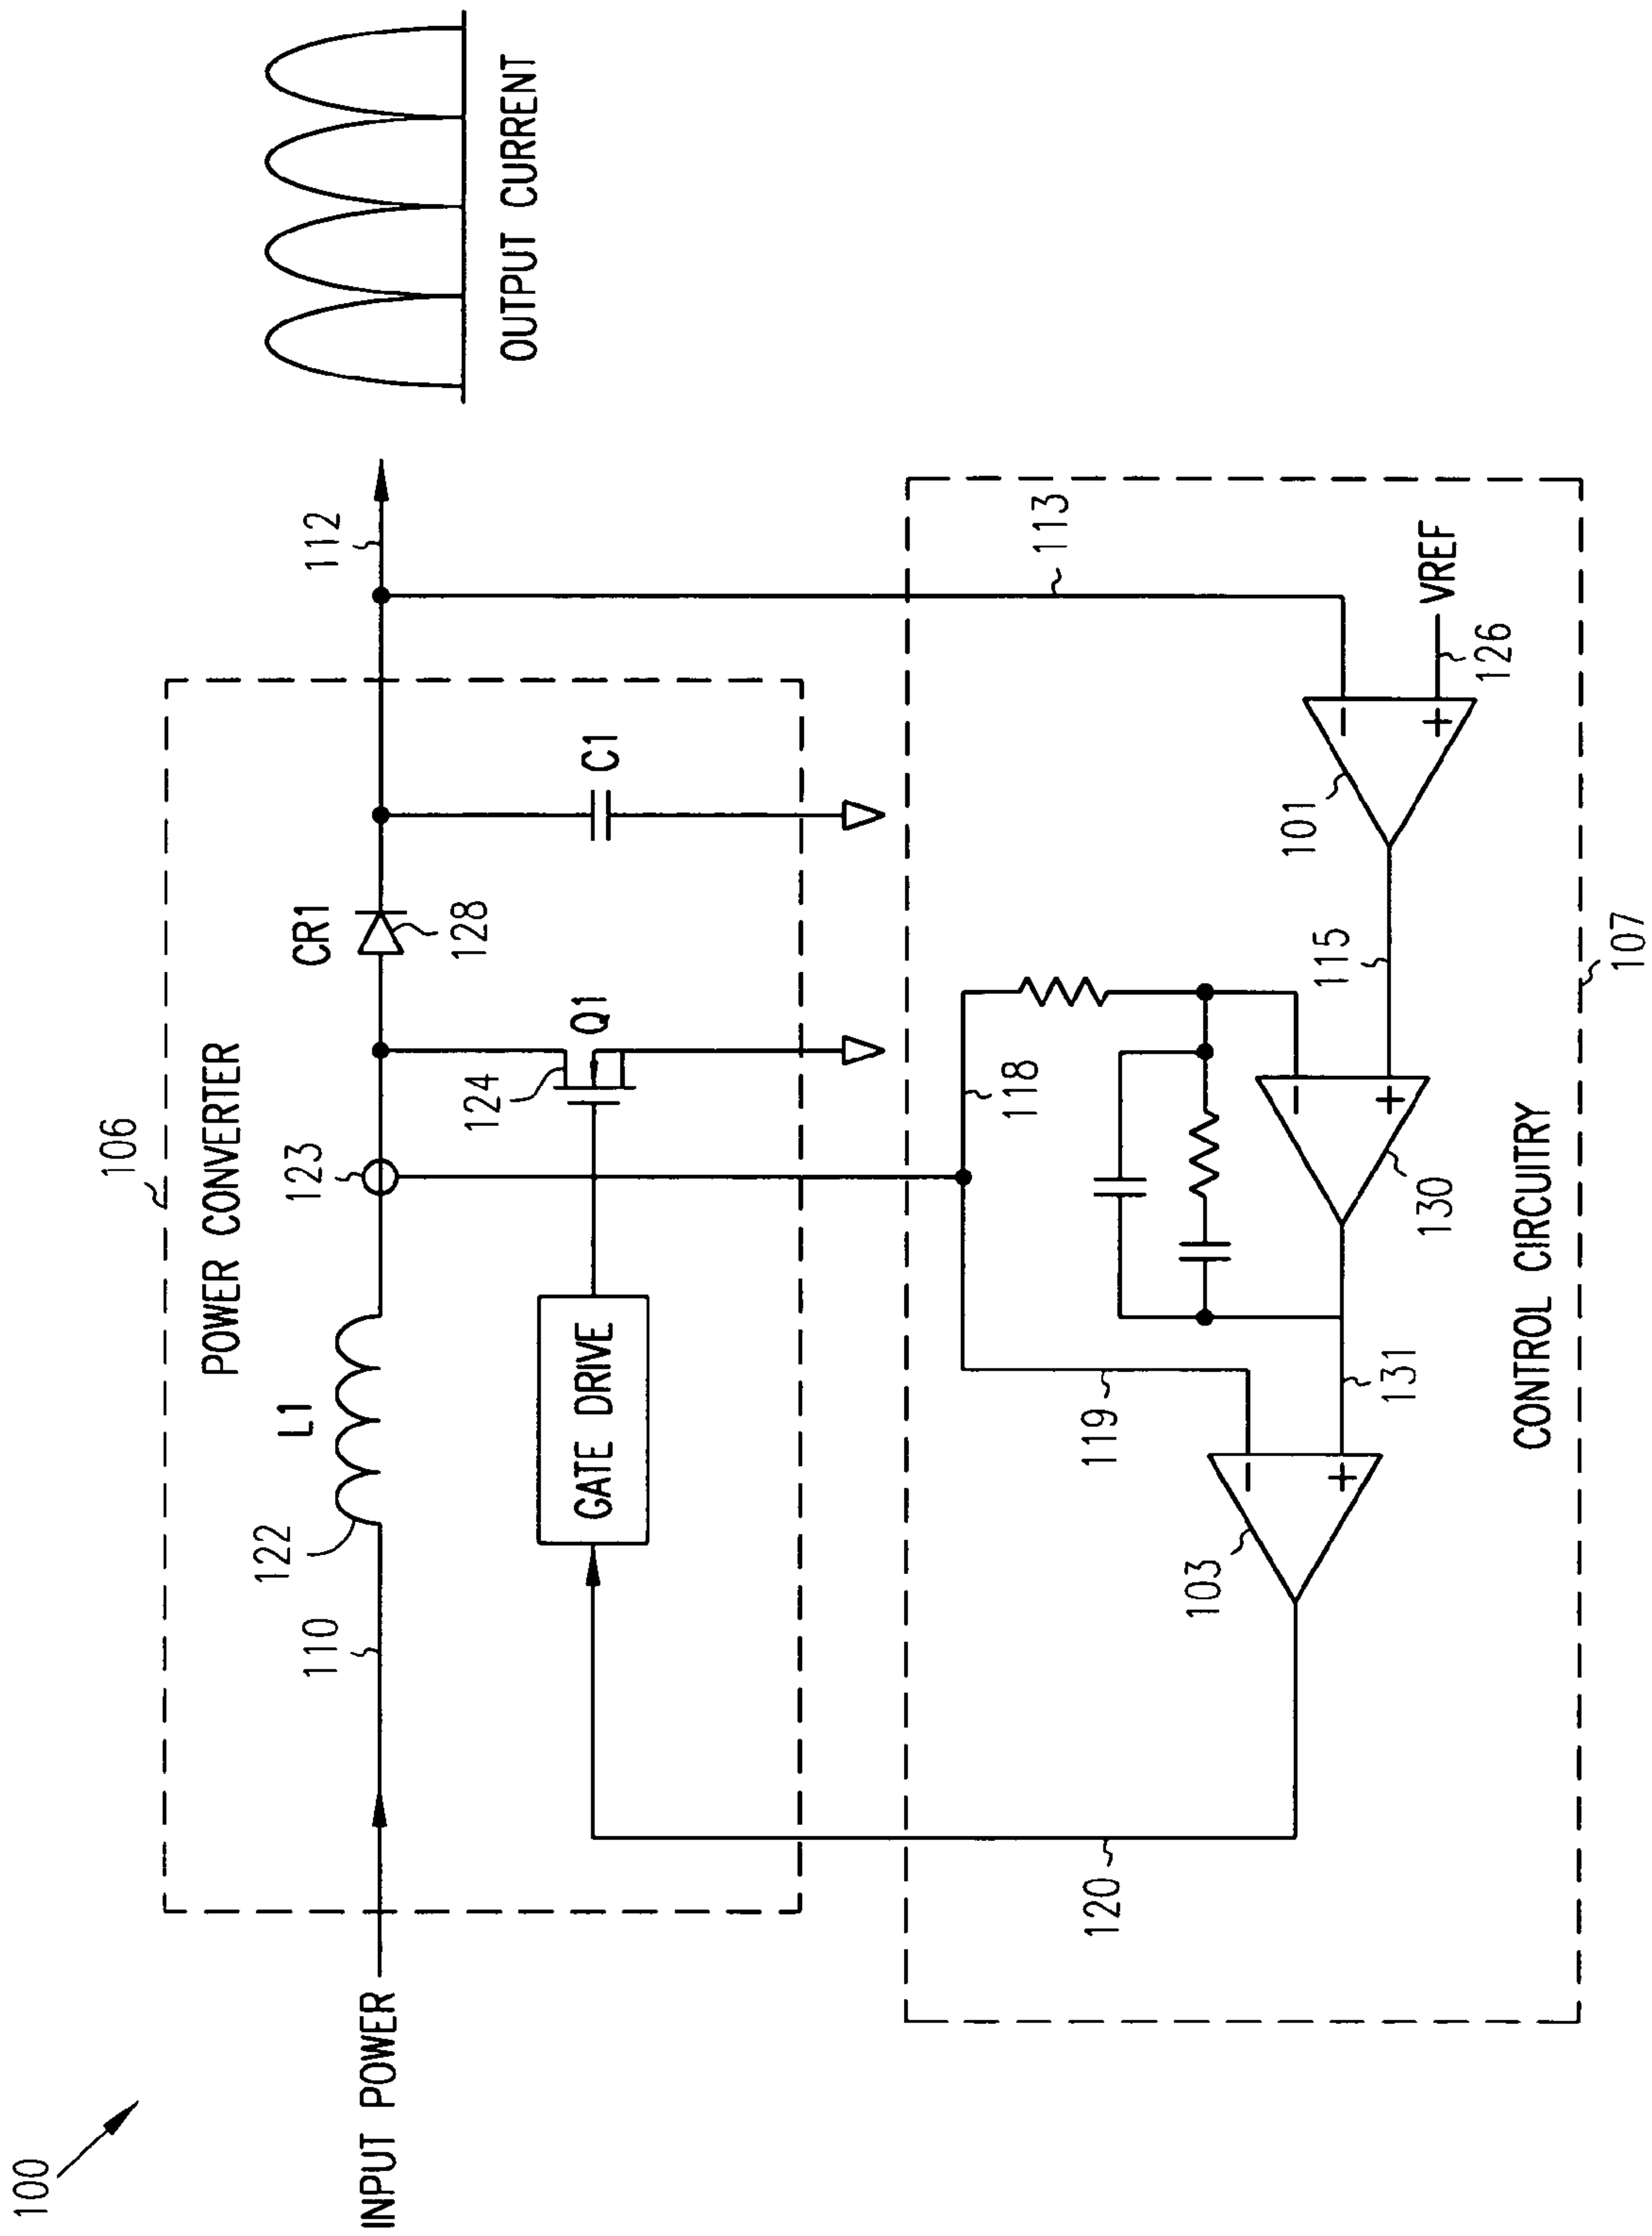 100
INPUT POWER
106
POWER CONVERTER
110
122
L1
123
CR1
128
124
Q1
C1
GATE DRIVE
112
OUTPUT CURRENT
120
113
118
119
103
131
130
115
101
126
VREF
CONTROL CIRCUITRY
107